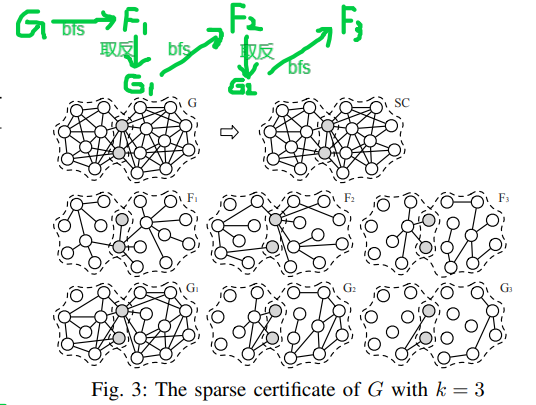 G bfs F1 F2 F3
取反 bfs 取反 bfs
G1 G2
G SC
F1 F2 F3
G1 G2 G3
Fig. 3: The sparse certificate of G with k = 3